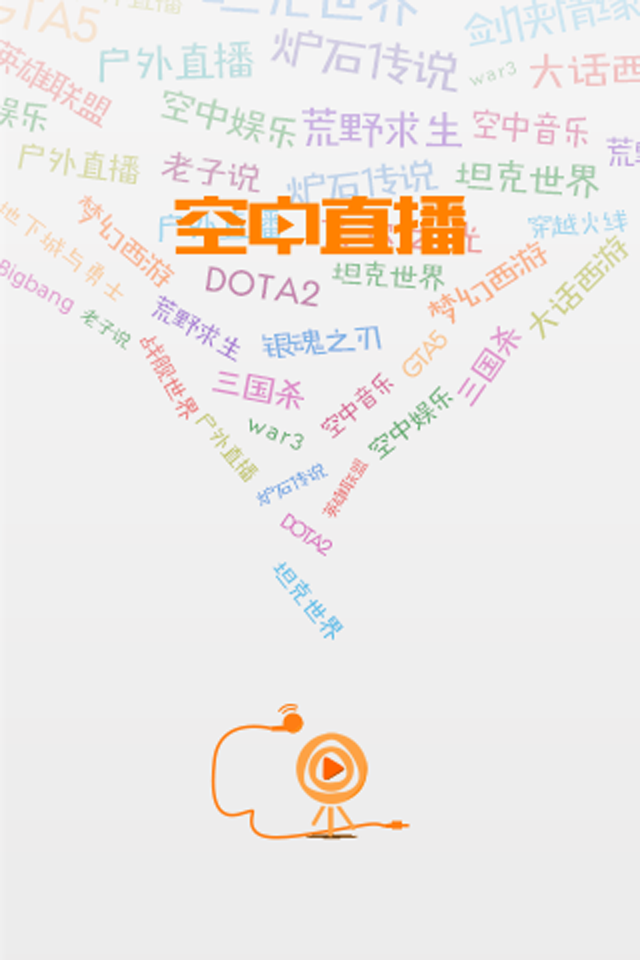 GTA5
世界
剑侠情缘
户外直播
炉石传说
war3
大话西
英雄联盟
娱乐
空中娱乐
荒野求生
空中音乐
荒
户外直播
老子说
炉石传说
坦克世界
空中直播
穿越火线
梦幻西游
地下城与勇士
Bigbang
DOTA2
坦克世界
梦幻西游
大话西游
老子说
荒野求生
银魂之刃
GTA5
三国杀
战舰世界
三国杀
空中音乐
户外直播
war3
空中娱乐
炉石传说
英雄联盟
DOTA2
坦克世界